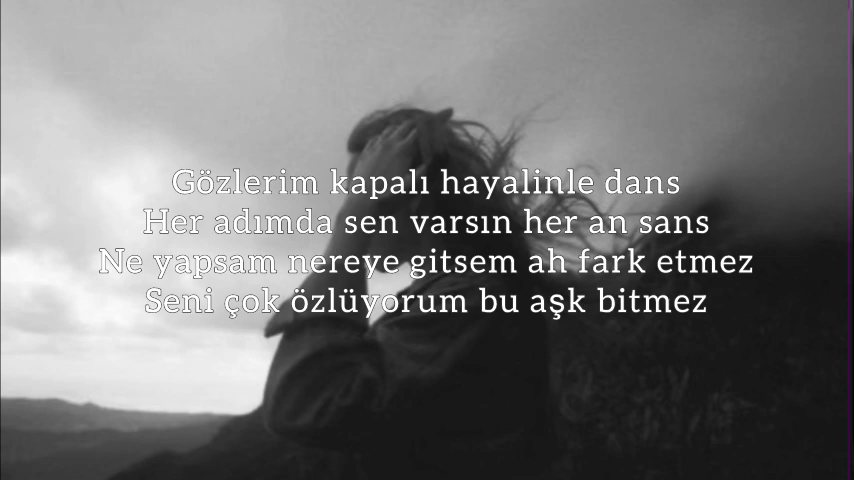 Gözlerim kapalı hayalinle dans
Her adımda sen varsın her an sans
Ne yapsam nereye gitsem ah fark etmez
Seni çok özlüyorum bu aşk bitmez